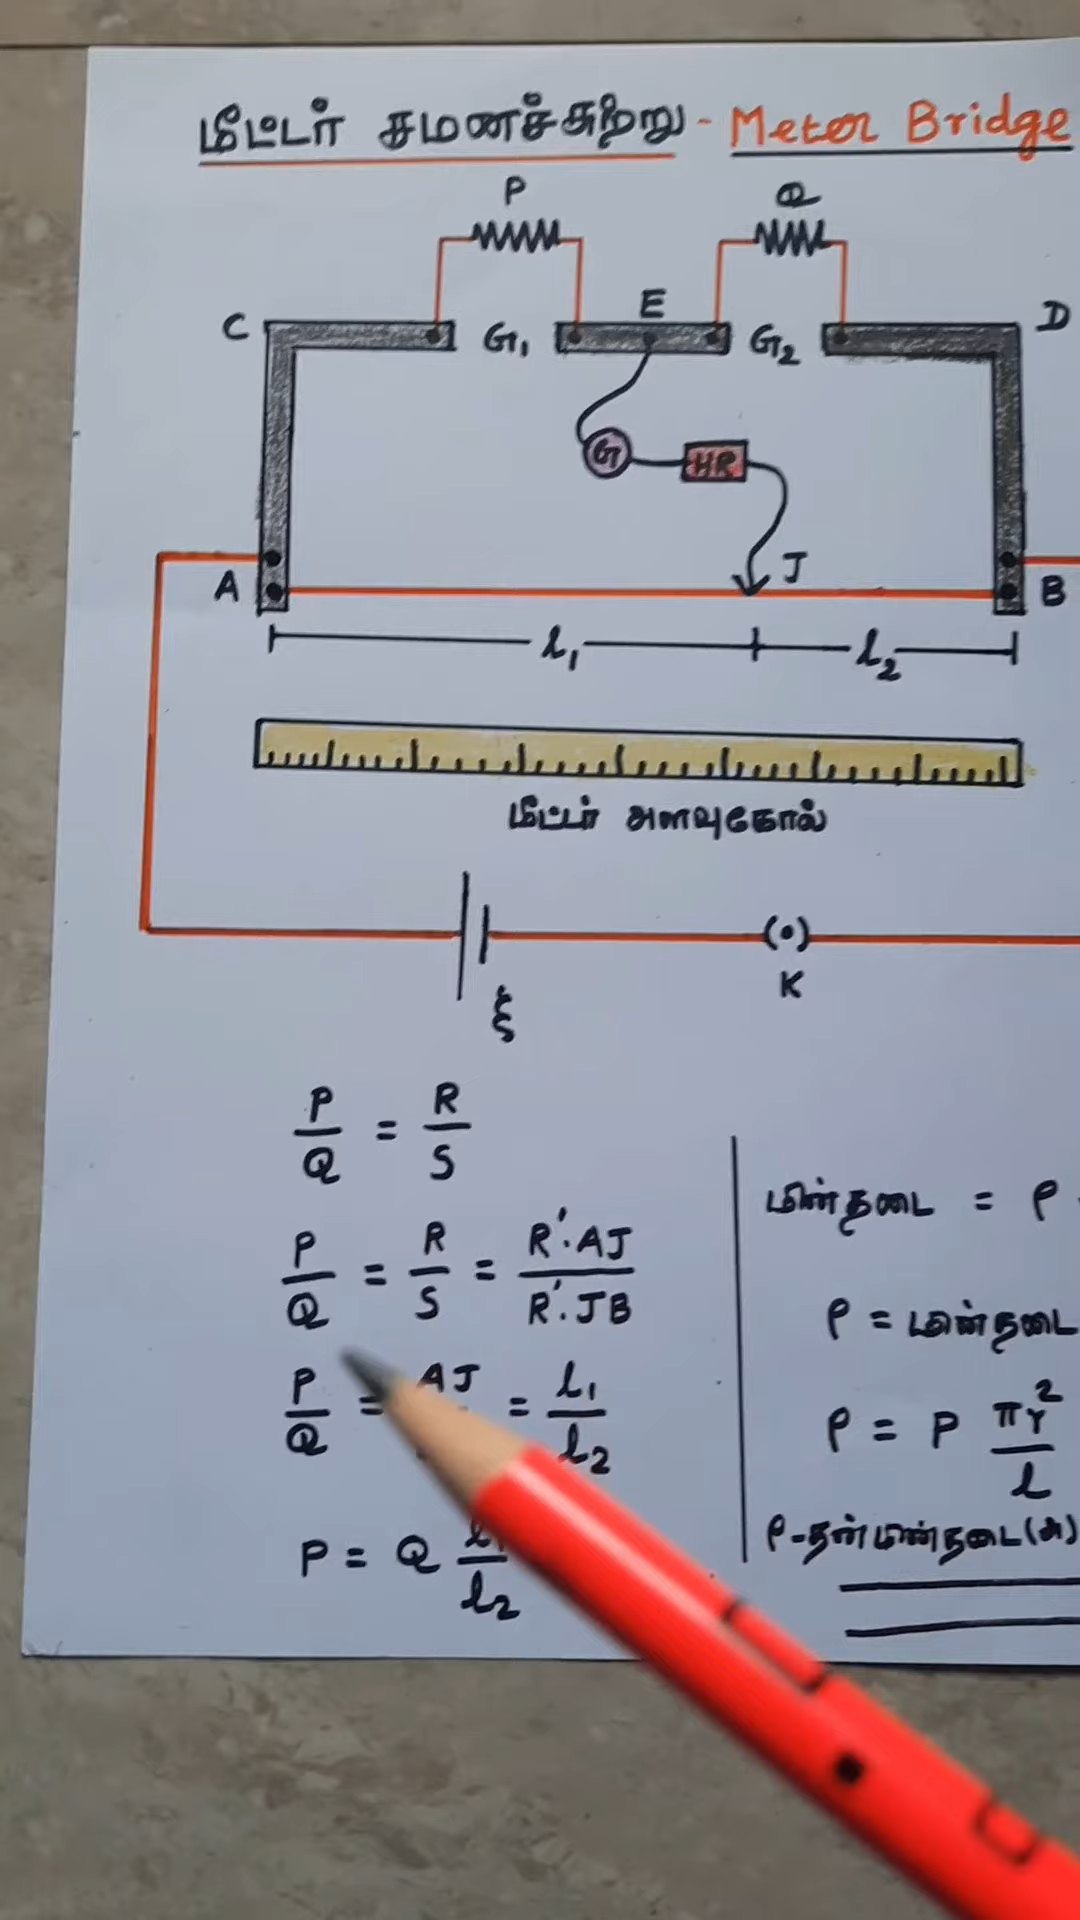 மீட்டர் சமனச்சுற்று - Meter Bridge
P Q
C G₁ E G₂ D
G HR
J
A B
l₁ l₂
மீட்டர் அளவுகோல்
ξ K
P/Q = R/S
P/Q = R/S = R'.AJ/R'.JB
P/Q = AJ = l₁/l₂
P = Q l₁/l₂
மின்தடை = ρ
ρ = மின்தடை
ρ = P πr²/l
ρ-தன் மின்தடை(எ)